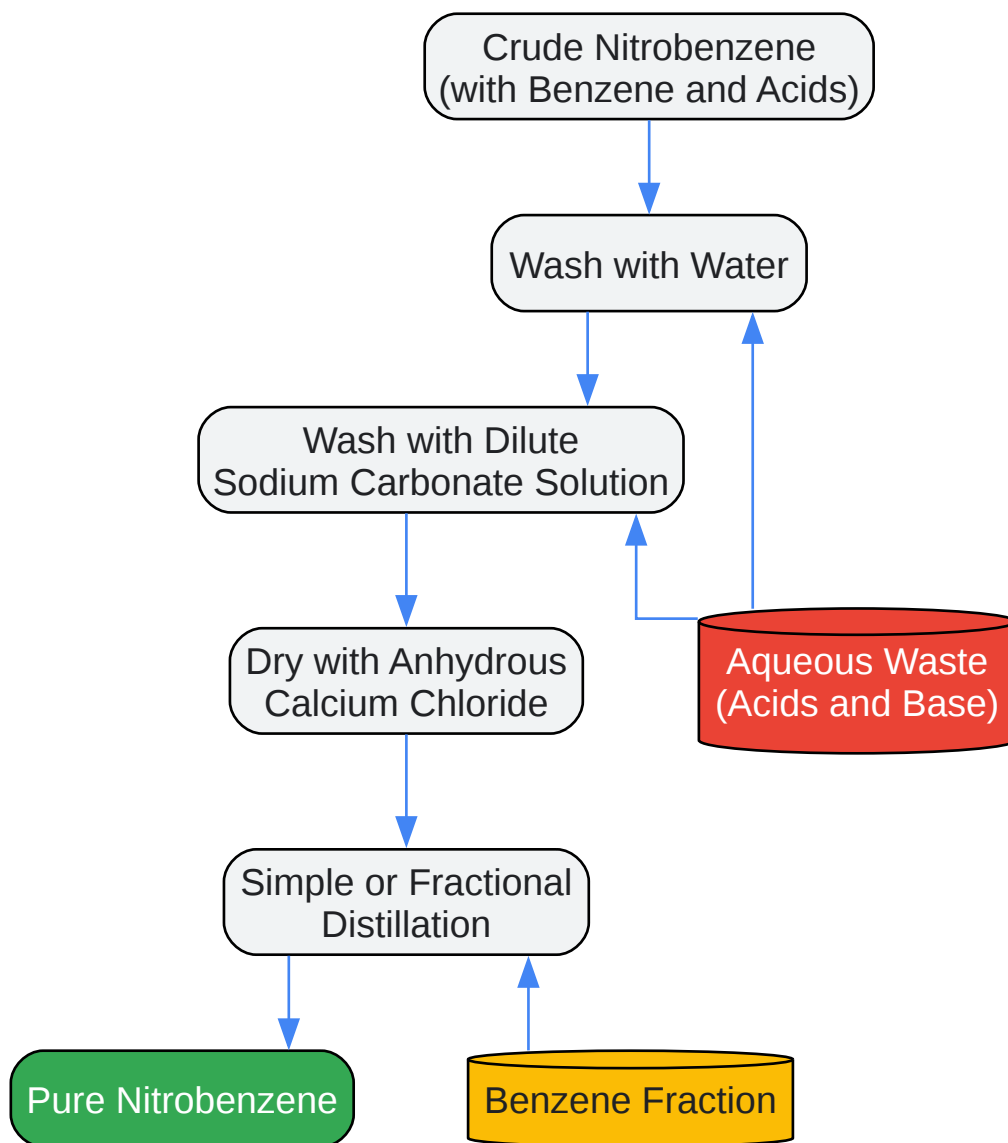 Crude Nitrobenzene
(with Benzene and Acids)
Wash with Water
Wash with Dilute
Sodium Carbonate Solution
Dry with Anhydrous
Calcium Chloride
Aqueous Waste
(Acids and Base)
Simple or Fractional
Distillation
Pure Nitrobenzene
Benzene Fraction